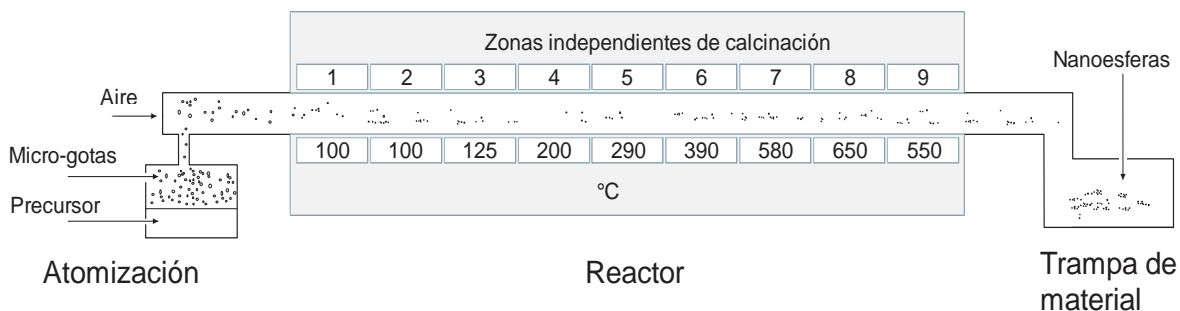 Zonas independientes de calcinación
1 2 3 4 5 6 7 8 9
Nanoesferas
Aire
100 100 125 200 290 390 580 650 550
°C
Micro-gotas
Precursor
Atomización
Reactor
Trampa de
material